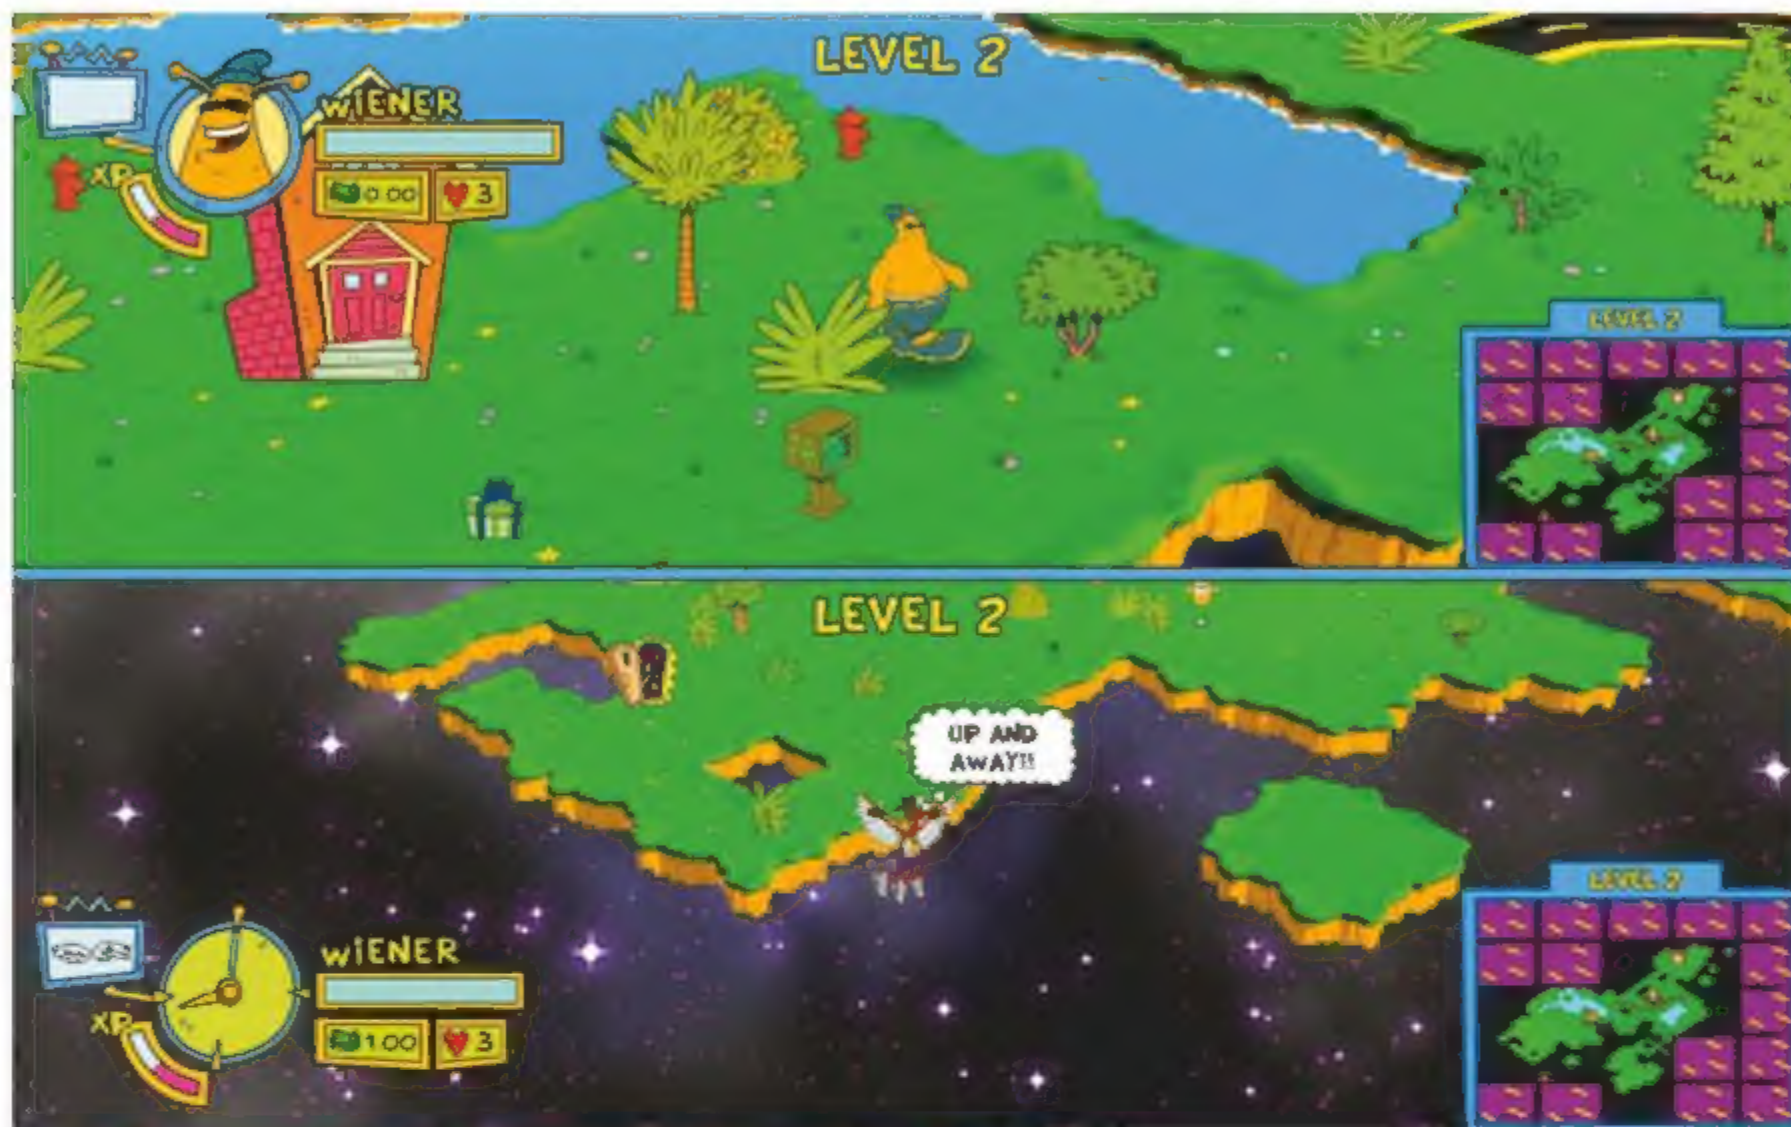 LEVEL 2
WIENER
XP
0.00
3
LEVEL 2
LEVEL 2
UP AND
AWAY!!
LEVEL 2
WIENER
XP
1.00
3